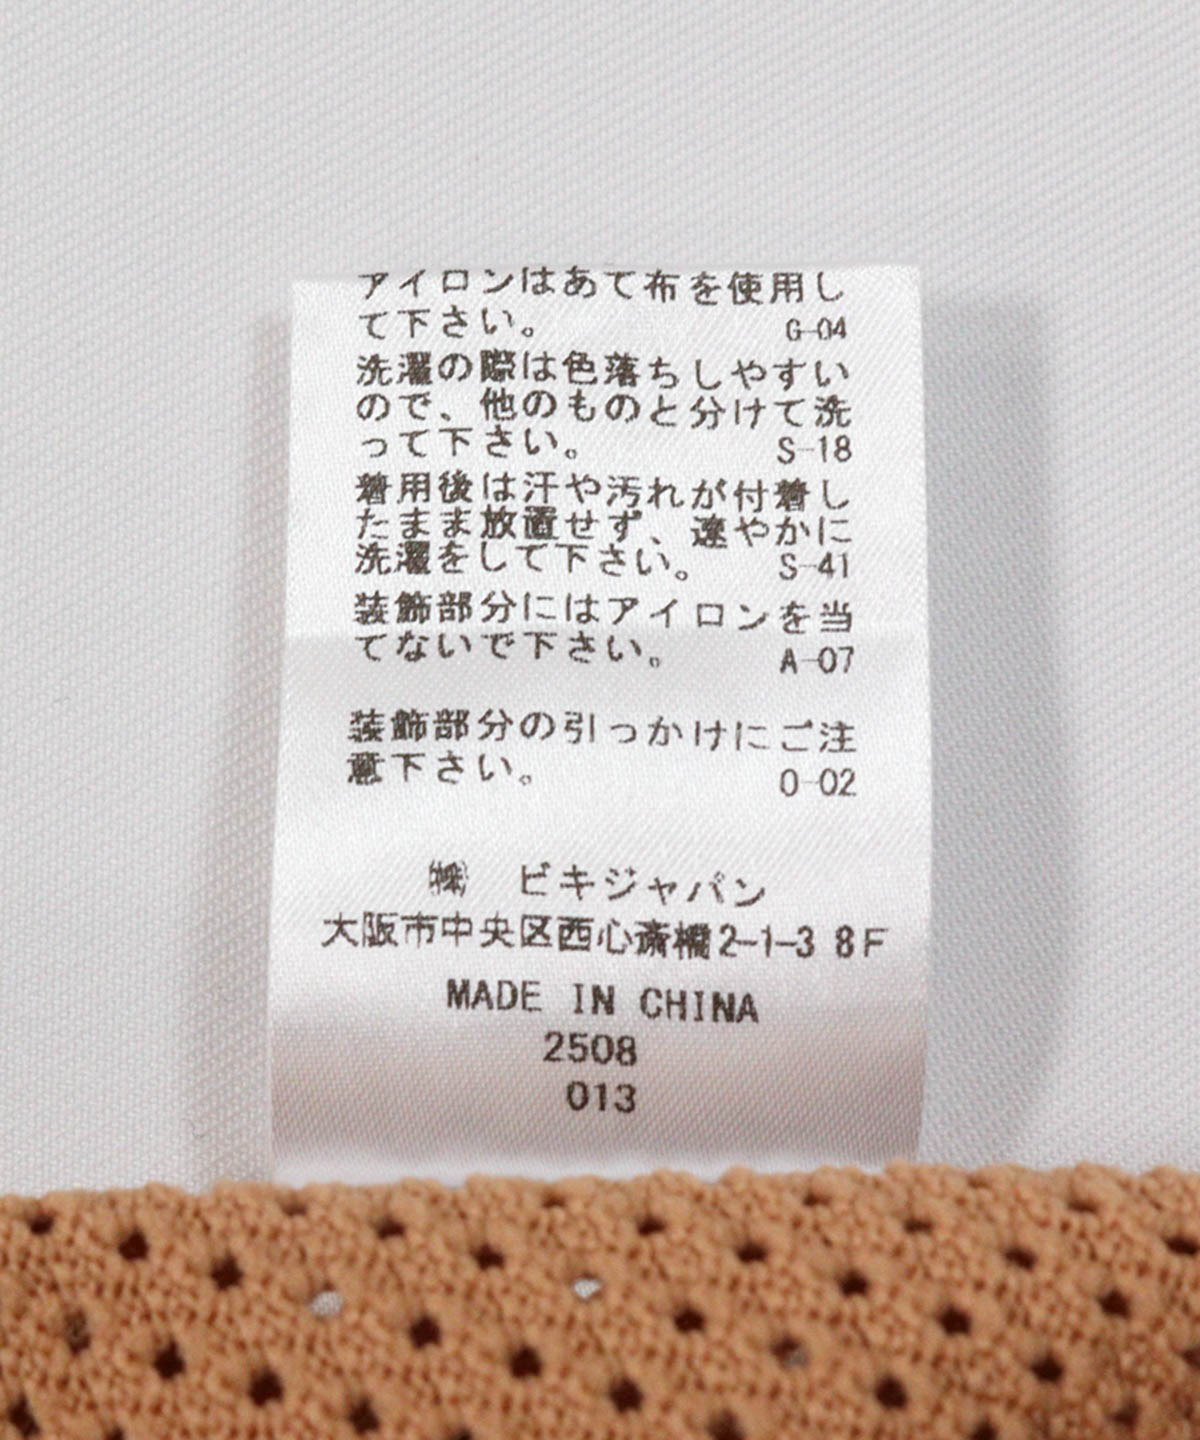 アイロンはあて布を使用し
て下さい。 G-04
洗濯の際は色落ちしやすい
ので、他のものと分けて洗
って下さい。 S-18
着用後は汗や汚れが付着し
たまま放置せず、速やかに
洗濯をして下さい。 S-41
装飾部分にはアイロンを当
てないで下さい。 A-07
装飾部分の引っかけにご注
意下さい。 O-02
㈱ ビキジャパン
大阪市中央区西心斎橋2-1-3 8F
MADE IN CHINA
2508
013